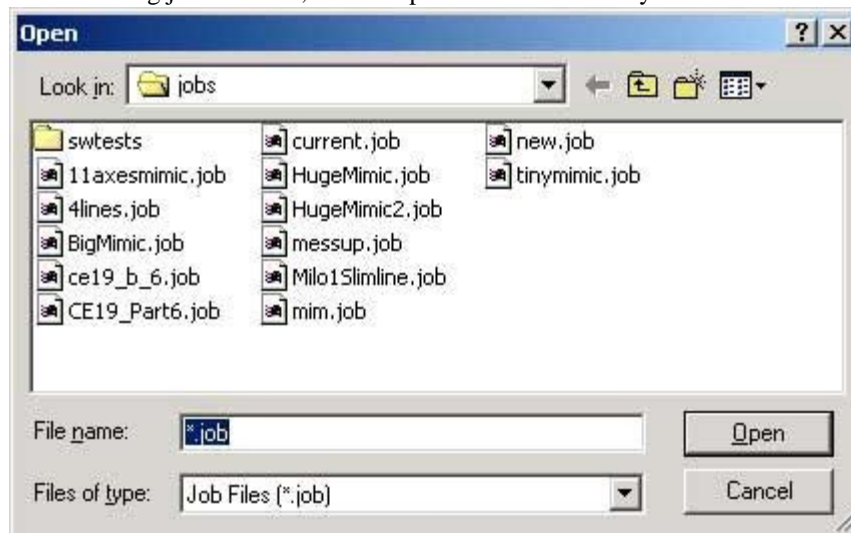 Open
Look in: jobs
swtests
11axesmimic.job
4lines.job
BigMimic.job
ce19_b_6.job
CE19_Part6.job
current.job
HugeMimic.job
HugeMimic2.job
messup.job
Milo1Slimline.job
mim.job
new.job
tinymimic.job
File name: *.job
Open
Files of type: Job Files (*.job)
Cancel